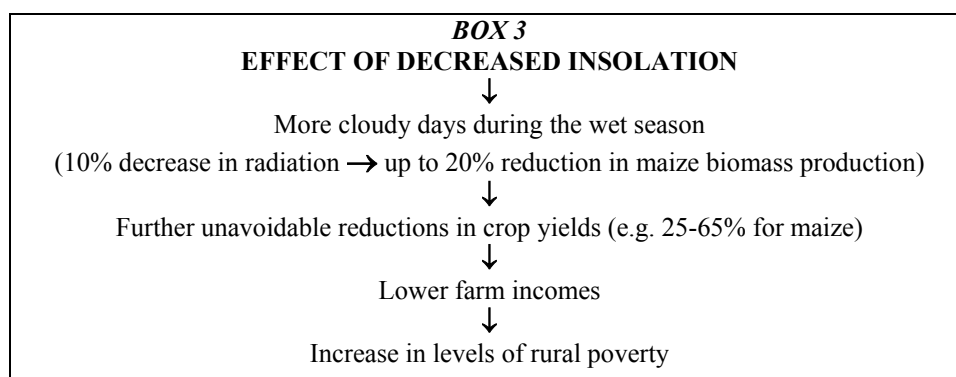 BOX 3
EFFECT OF DECREASED INSOLATION
↓
More cloudy days during the wet season
(10% decrease in radiation → up to 20% reduction in maize biomass production)
↓
Further unavoidable reductions in crop yields (e.g. 25-65% for maize)
↓
Lower farm incomes
↓
Increase in levels of rural poverty